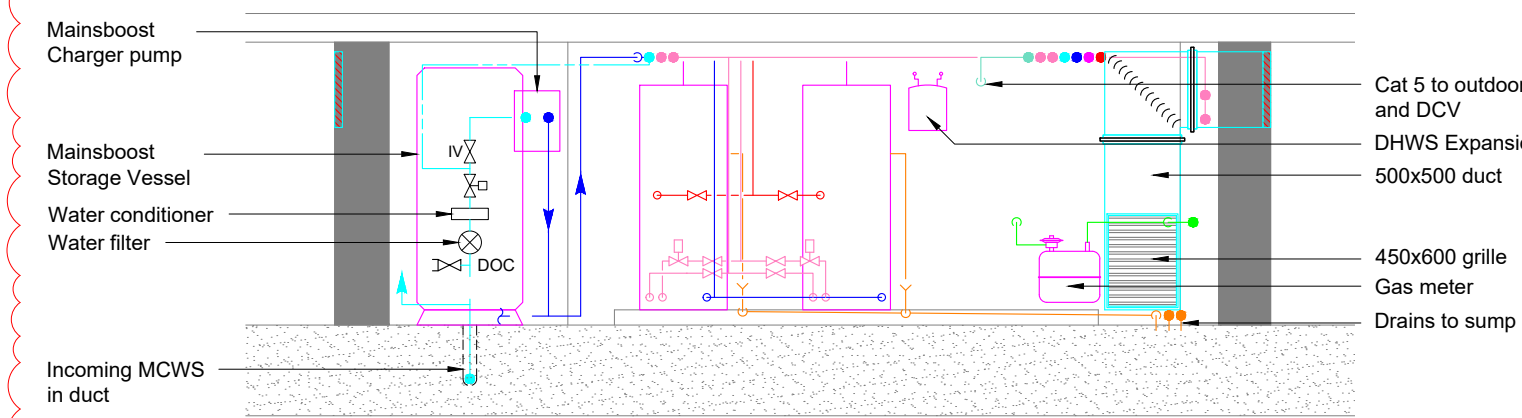 Mainsboost
Charger pump
Mainsboost
Storage Vessel
Water conditioner
Water filter
Incoming MCWS
in duct
IV
DOC
Cat 5 to outdoor
and DCV
DHWS
500x500 duct
450x600 grille
Gas meter
Drains to sump